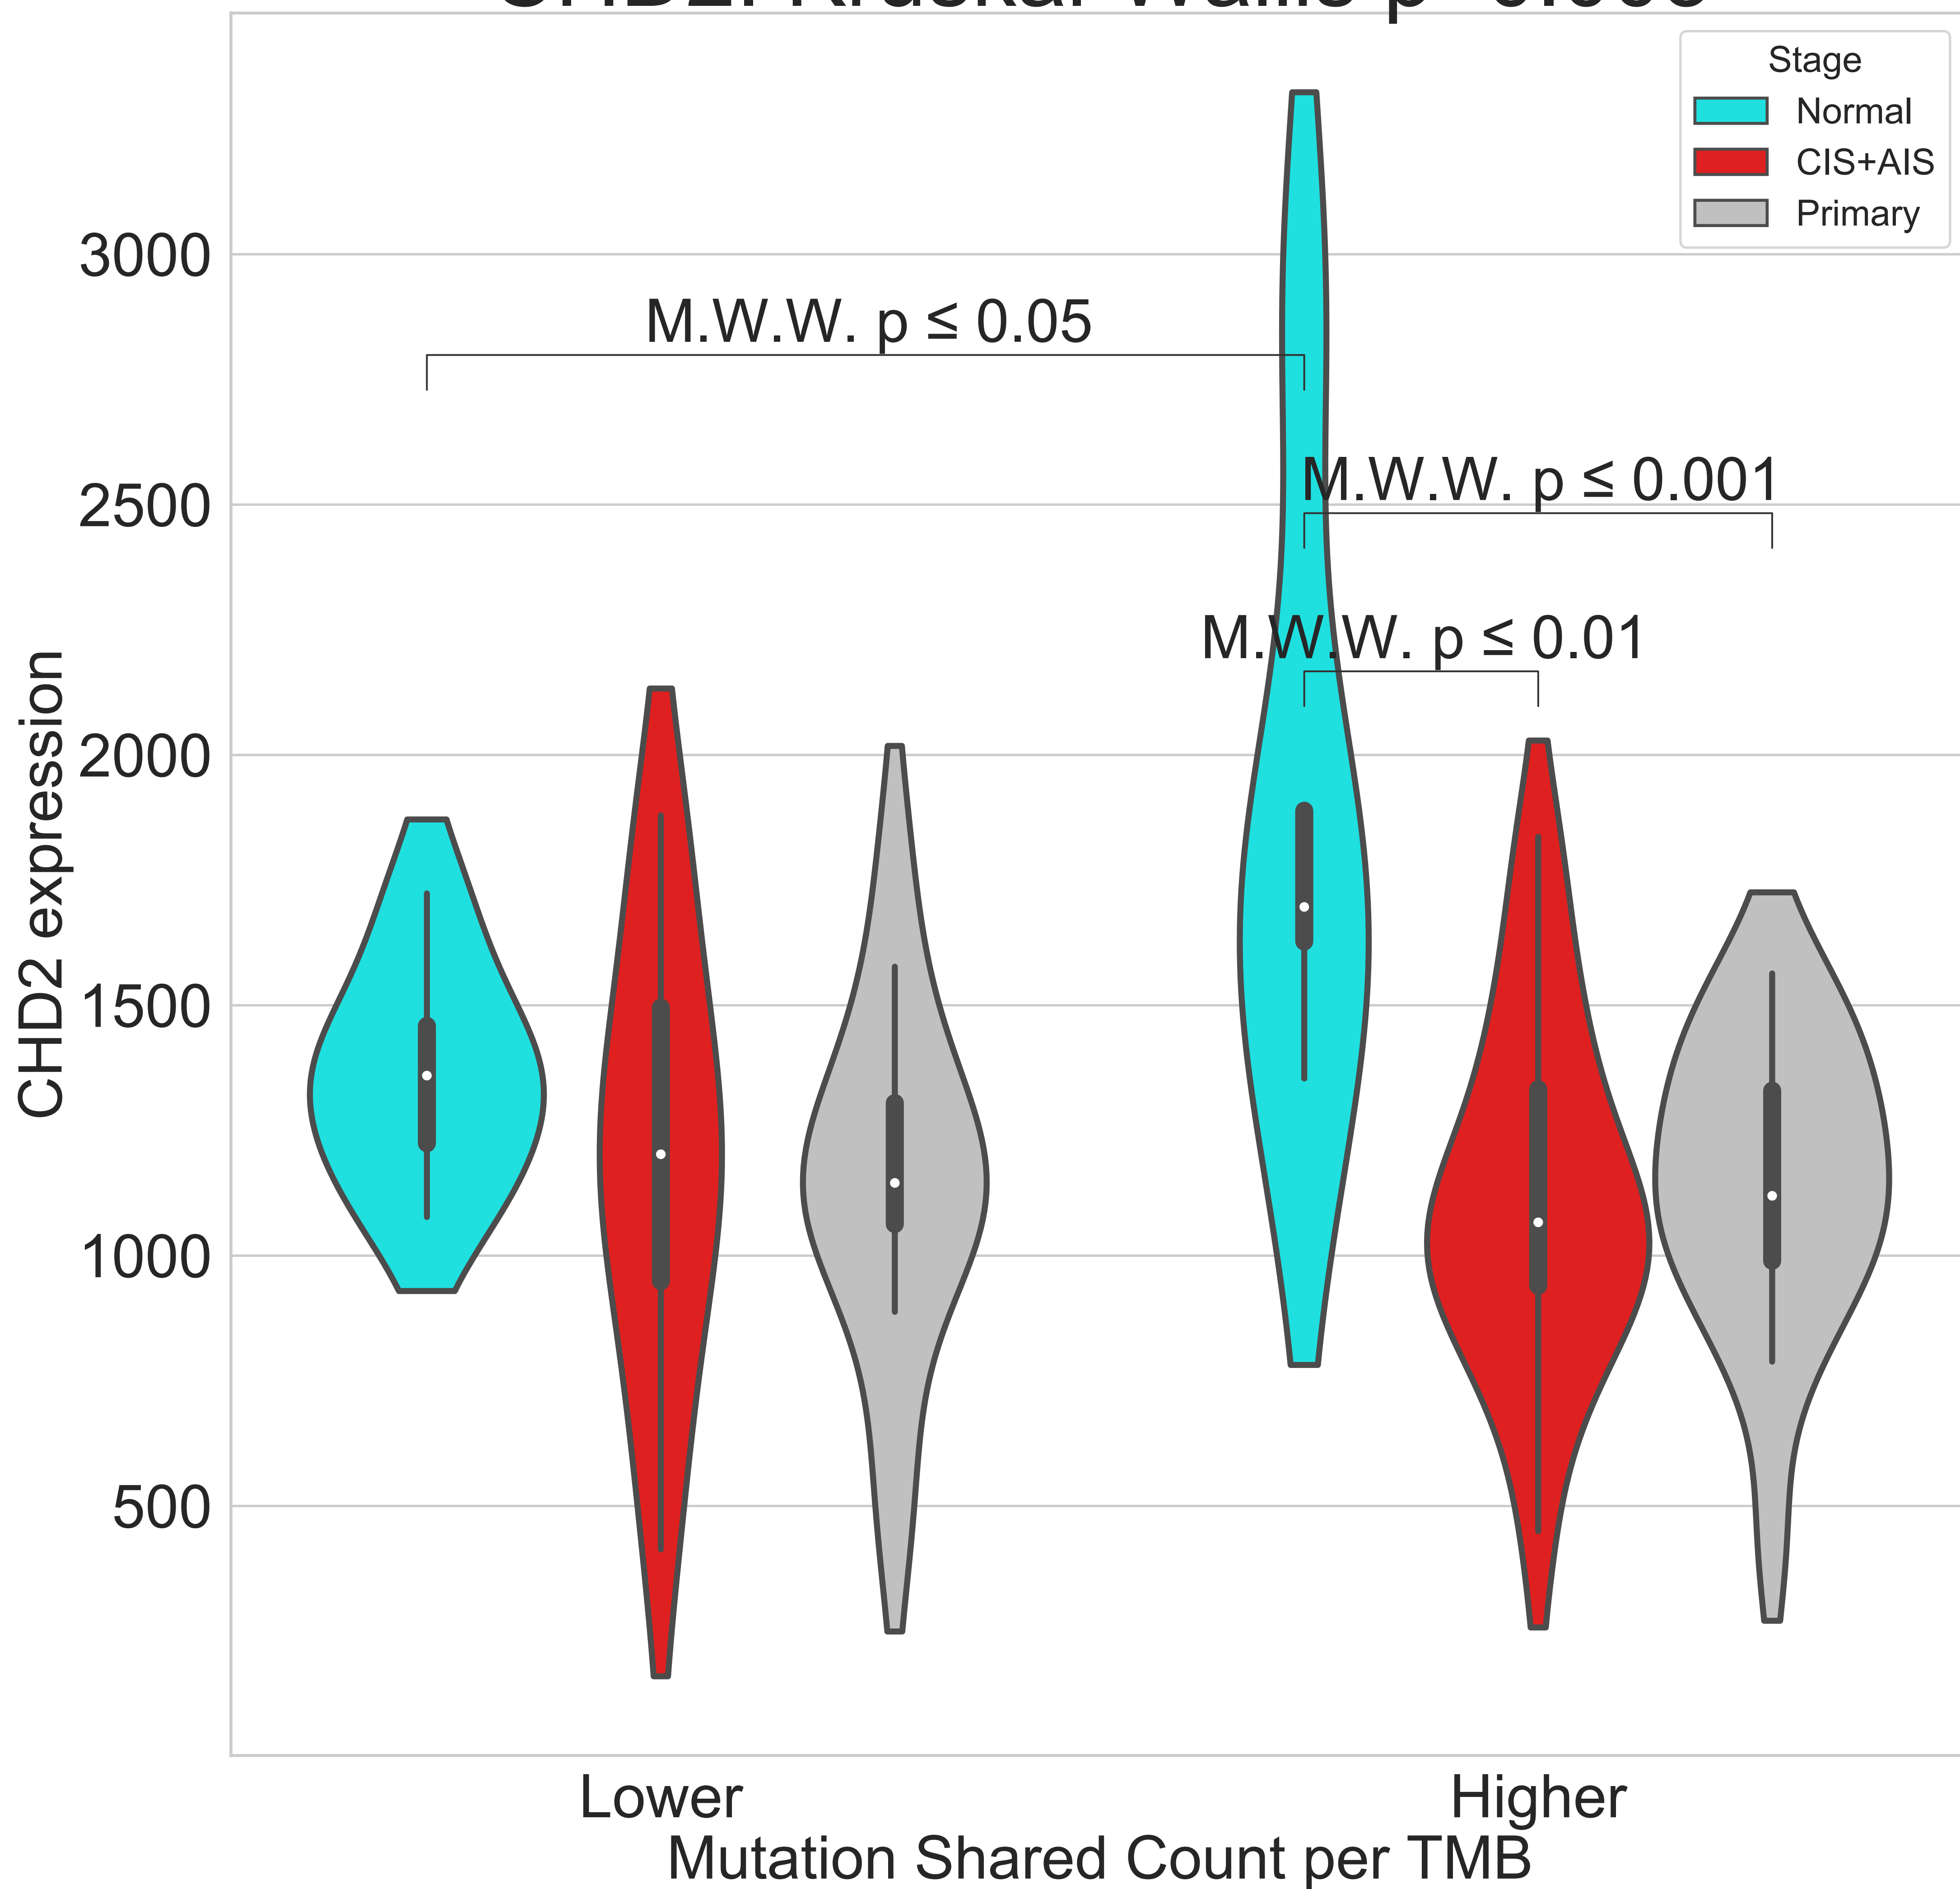 Stage
Normal
CIS+AIS
Primary
3000
M.W.W. p ≤ 0.05
2500
M.W.W. p ≤ 0.001
M.W.W. p ≤ 0.01
2000
1500
1000
500
CHD2 expression
Lower
Higher
Mutation Shared Count per TMB